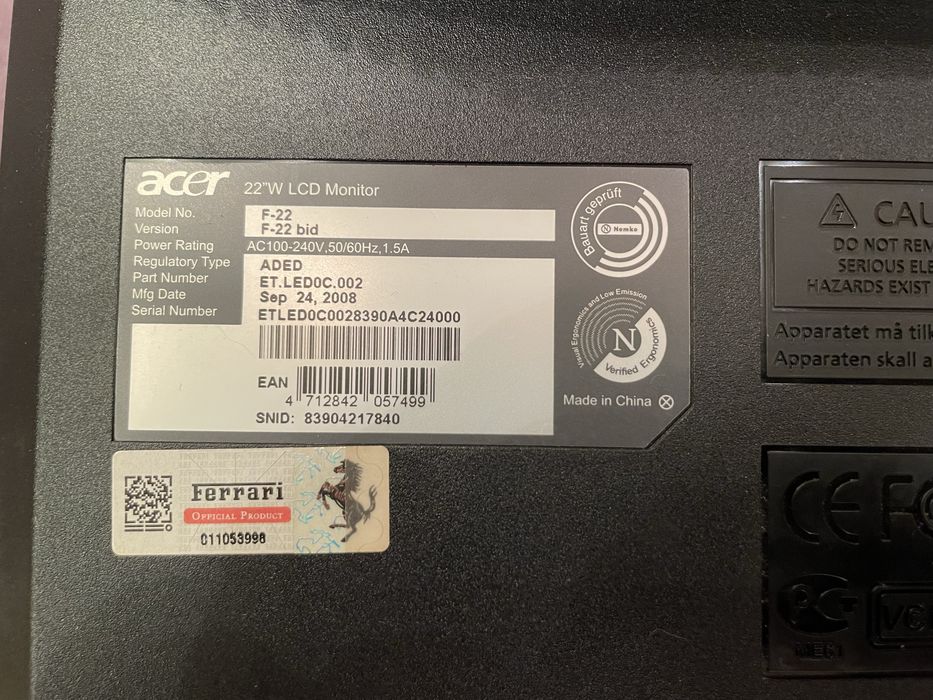 acer 22"W LCD Monitor
Model No. F-22
Version F-22 bid
Power Rating AC100-240V,50/60Hz,1.5A
Regulatory Type ADED
Part Number ET.LED0C.002
Mfg Date Sep 24, 2008
Serial Number ETLED0C0028390A4C24000
EAN
4 712842 057499
SNID: 83904217840
Bauart geprüft
N Nemko
Visual Ergonomics and Low Emission
N
Verified Ergonomics
Made in China
Ferrari
OFFICIAL PRODUCT
011053998
CAU
DO NOT REM
SERIOUS ELE
HAZARDS EXIST
Apparatet må tilk
Apparaten skall a
CE FC